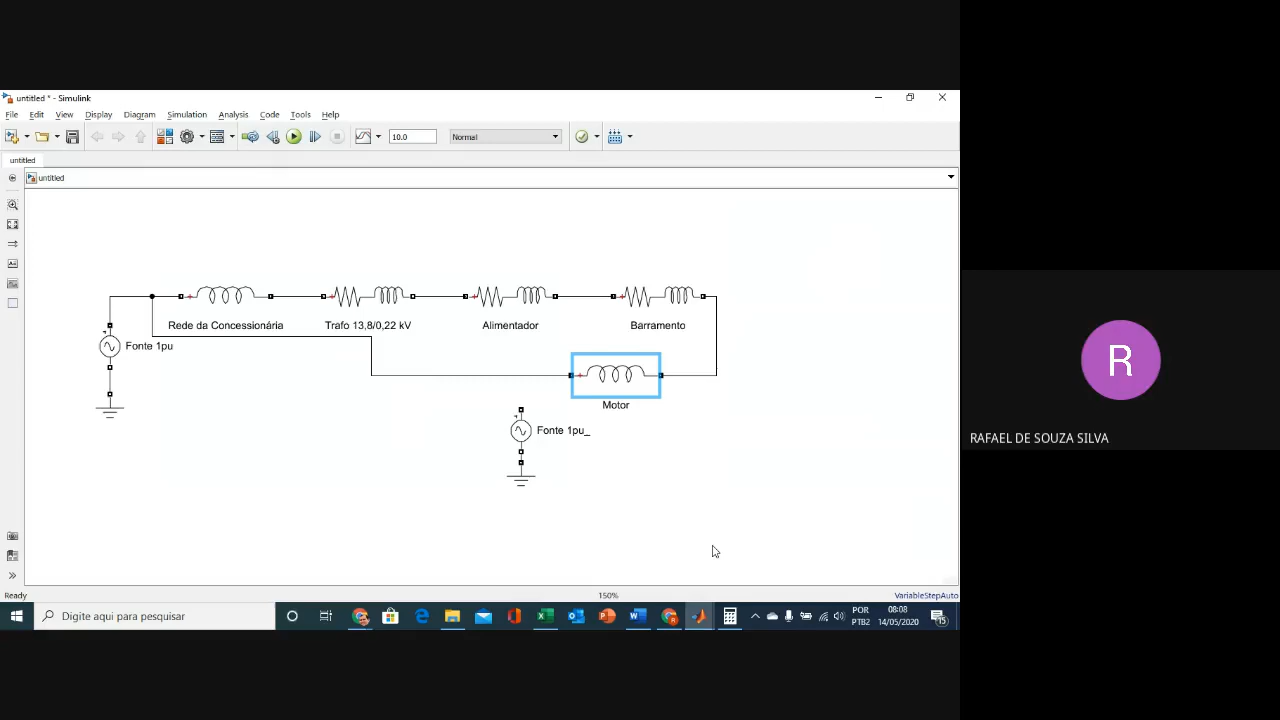 untitled * - Simulink
File Edit View Display Diagram Simulation Analysis Code Tools Help
10.0 Normal
untitled
untitled
Rede da Concessionária Trafo 13,8/0,22 kV Alimentador Barramento
Fonte 1pu
Motor
Fonte 1pu_
R
RAFAEL DE SOUZA SILVA
Ready 150% VariableStepAuto
Digite aqui para pesquisar
POR 08:08
PTB2 14/05/2020 15